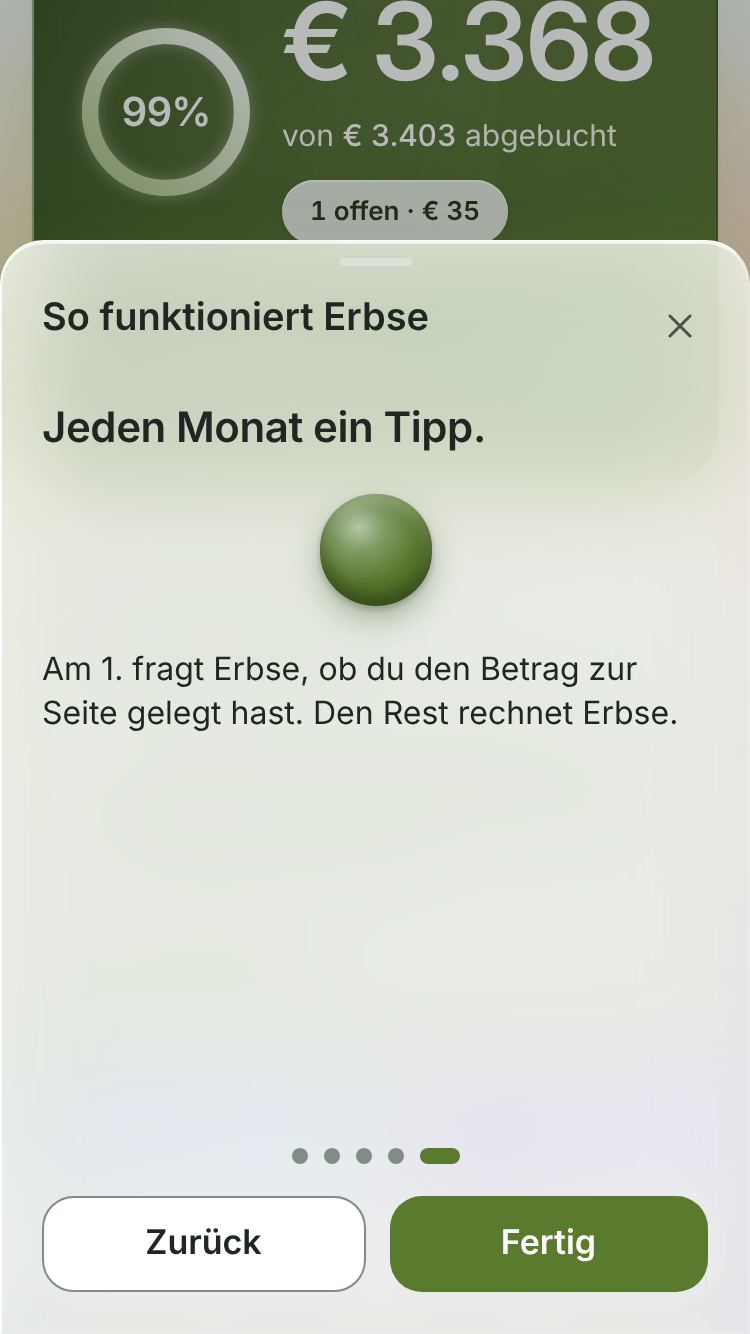 € 3.368
99%
von € 3.403 abgebucht
1 offen · € 35
So funktioniert Erbse
Jeden Monat ein Tipp.
Am 1. fragt Erbse, ob du den Betrag zur
Seite gelegt hast. Den Rest rechnet Erbse.
Zurück
Fertig